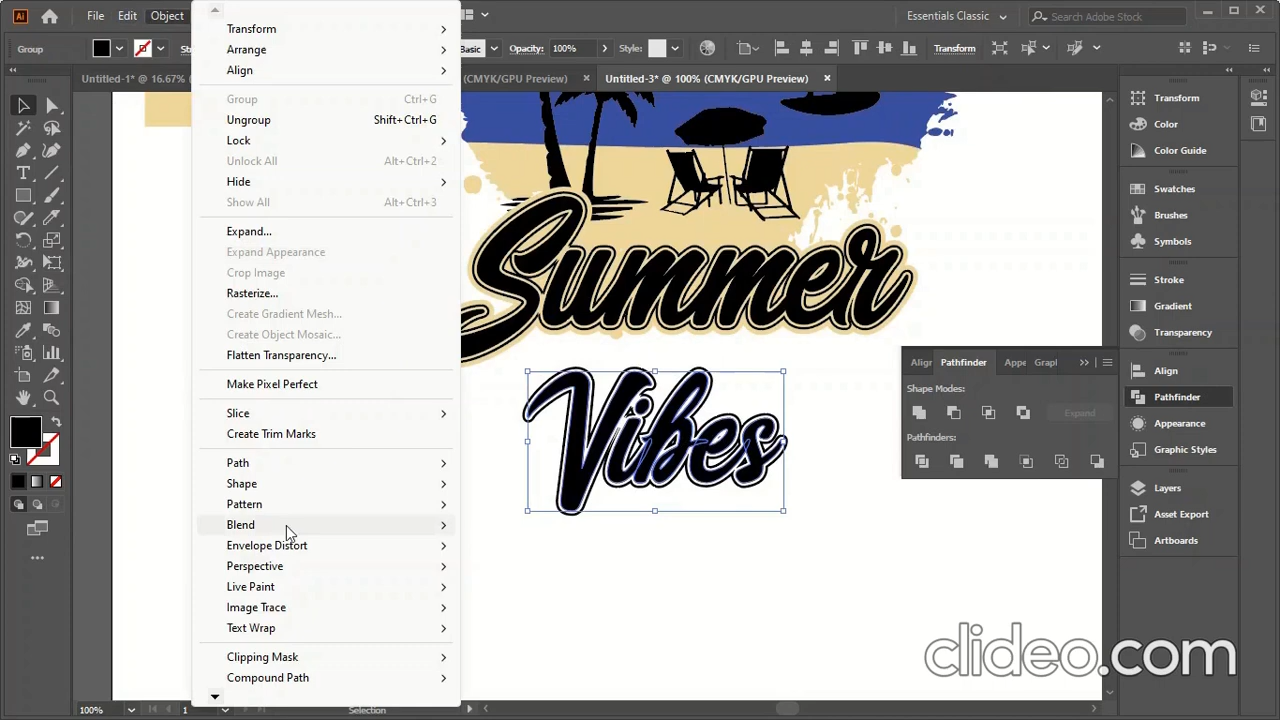 Ai
File
Edit
Object
Essentials Classic
Search Adobe Stock
Group
Basic
Opacity:
100%
Style:
Transform
Untitled-1* @ 16.67%
(CMYK/GPU Preview)
Untitled-3* @ 100% (CMYK/GPU Preview)
Transform
Arrange
Align
Group Ctrl+G
Ungroup Shift+Ctrl+G
Lock
Unlock All Alt+Ctrl+2
Hide
Show All Alt+Ctrl+3
Expand...
Expand Appearance
Crop Image
Rasterize...
Create Gradient Mesh...
Create Object Mosaic...
Flatten Transparency...
Make Pixel Perfect
Slice
Create Trim Marks
Path
Shape
Pattern
Blend
Envelope Distort
Perspective
Live Paint
Image Trace
Text Wrap
Clipping Mask
Compound Path
Summer
Vibes
Transform
Color
Color Guide
Swatches
Brushes
Symbols
Stroke
Gradient
Transparency
Align
Pathfinder
Appearance
Graphic Styles
Layers
Asset Export
Artboards
Aligr
Pathfinder
Appe
Grapl
Shape Modes:
Expand
Pathfinders:
clideo.com
100%
1
Selection